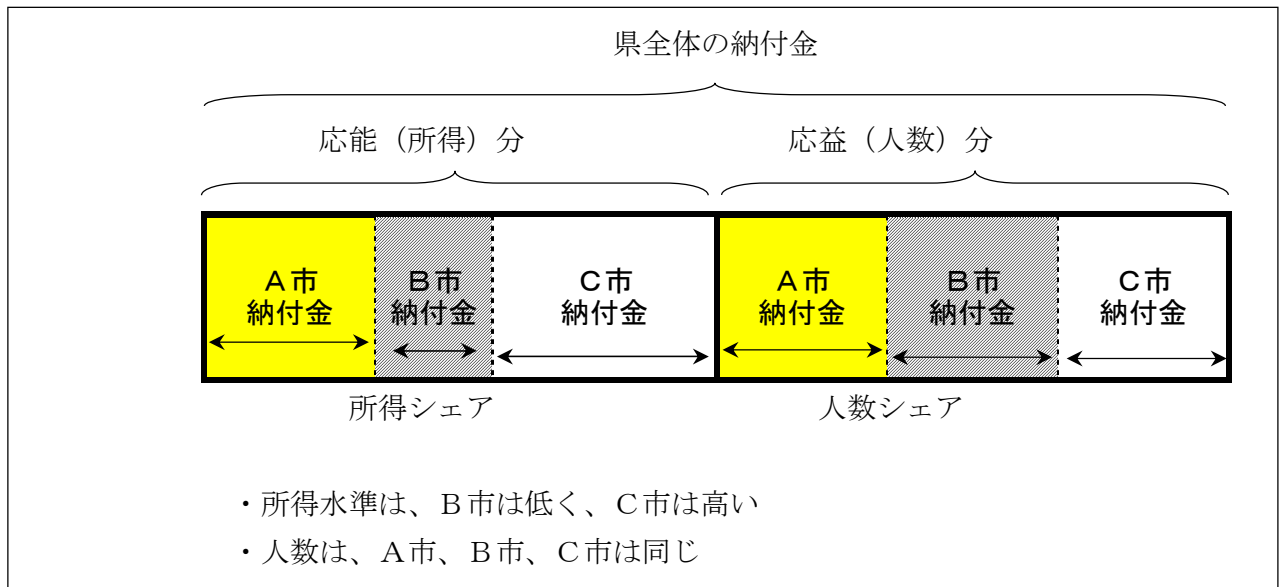 県全体の納付金
応能（所得）分
応益（人数）分
Ａ市
納付金
Ｂ市
納付金
Ｃ市
納付金
Ａ市
納付金
Ｂ市
納付金
Ｃ市
納付金
所得シェア
人数シェア
・所得水準は、Ｂ市は低く、Ｃ市は高い
・人数は、Ａ市、Ｂ市、Ｃ市は同じ